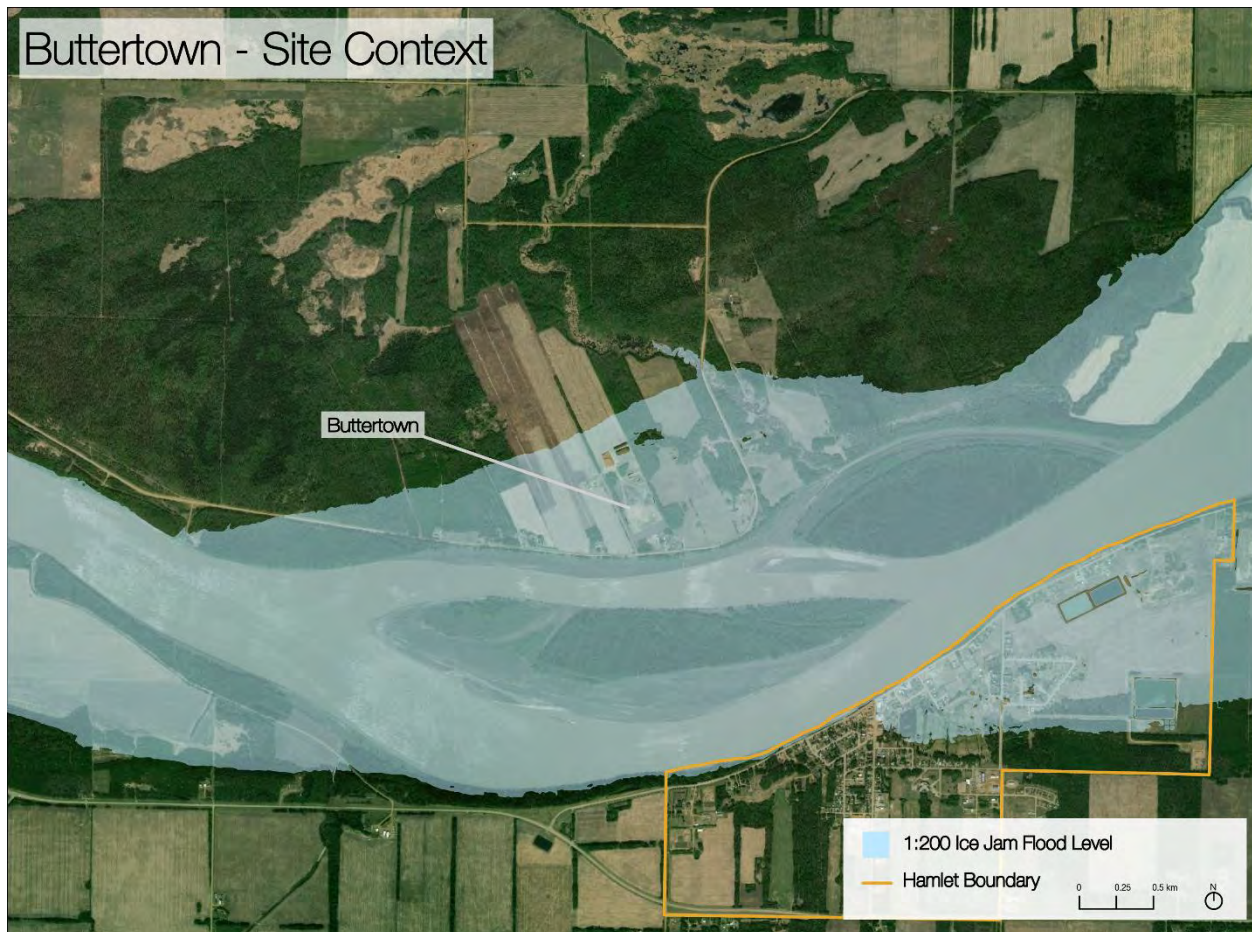 Buttertown - Site Context
Buttertown
1:200 Ice Jam Flood Level
Hamlet Boundary
0 0.25 0.5 km
N